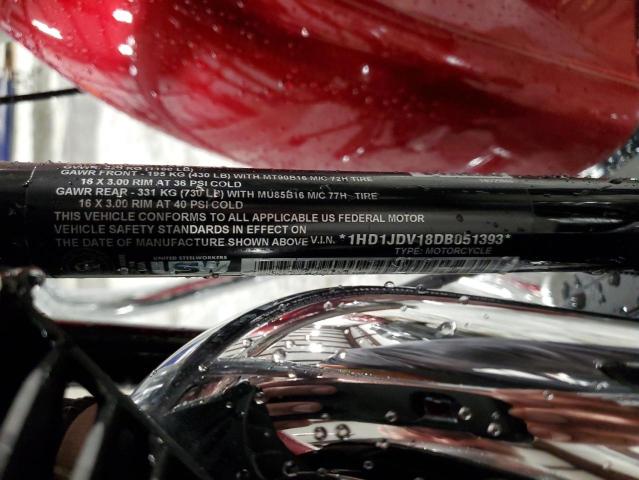 GAWR FRONT - 195 KG (430 LB) WITH MT90B16 M/C 72H TIRE
16 X 3.00 RIM AT 36 PSI COLD
GAWR REAR - 331 KG (730 LB) WITH MU85B16 M/C 77H TIRE
16 X 3.00 RIM AT 40 PSI COLD
THIS VEHICLE CONFORMS TO ALL APPLICABLE US FEDERAL MOTOR
VEHICLE SAFETY STANDARDS IN EFFECT ON
THE DATE OF MANUFACTURE SHOWN ABOVE V.I.N. *1HD1JDV18DB051393*
TYPE: MOTORCYCLE
UNITED STEELWORKERS